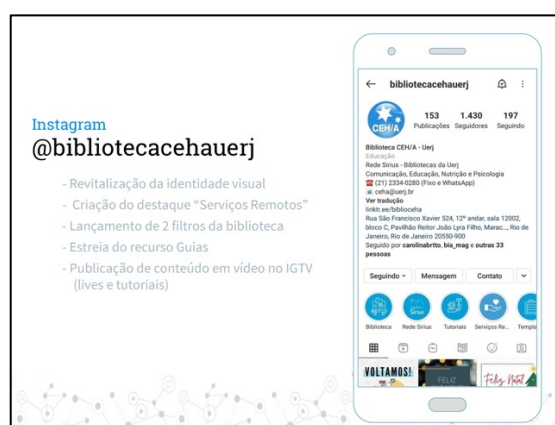 Instagram
@bibliotecacehauerj
- Revitalização da identidade visual
- Criação do destaque “Serviços Remotos”
- Lançamento de 2 filtros da biblioteca
- Estreia do recurso Guias
- Publicação de conteúdo em vídeo no IGTV
(lives e tutoriais)
bibliotecacehauerj
CEH/A
153 1.430 197
Publicações Seguidores Seguindo
Biblioteca CEH/A - Uerj
Educação
Rede Sirius - Bibliotecas da Uerj
Comunicação, Educação, Nutrição e Psicologia
(21) 2334-0280 (Fixo e WhatsApp)
ceha@uerj.br
Ver tradução
linktr.ee/biblioceha
Rua São Francisco Xavier 524, 12º andar, sala 12002,
bloco C, Pavilhão Reitor João Lyra Filho, Marac..., Rio de
Janeiro, Rio de Janeiro 20550-900
Seguido por carolinabrtto, bia_mag e outras 33
pessoas
Seguindo Mensagem Contato
Sirius
Biblioteca Rede Sirius Tutoriais Serviços Re... Templa
VOLTAMOS! FELIZ Feliz Natal